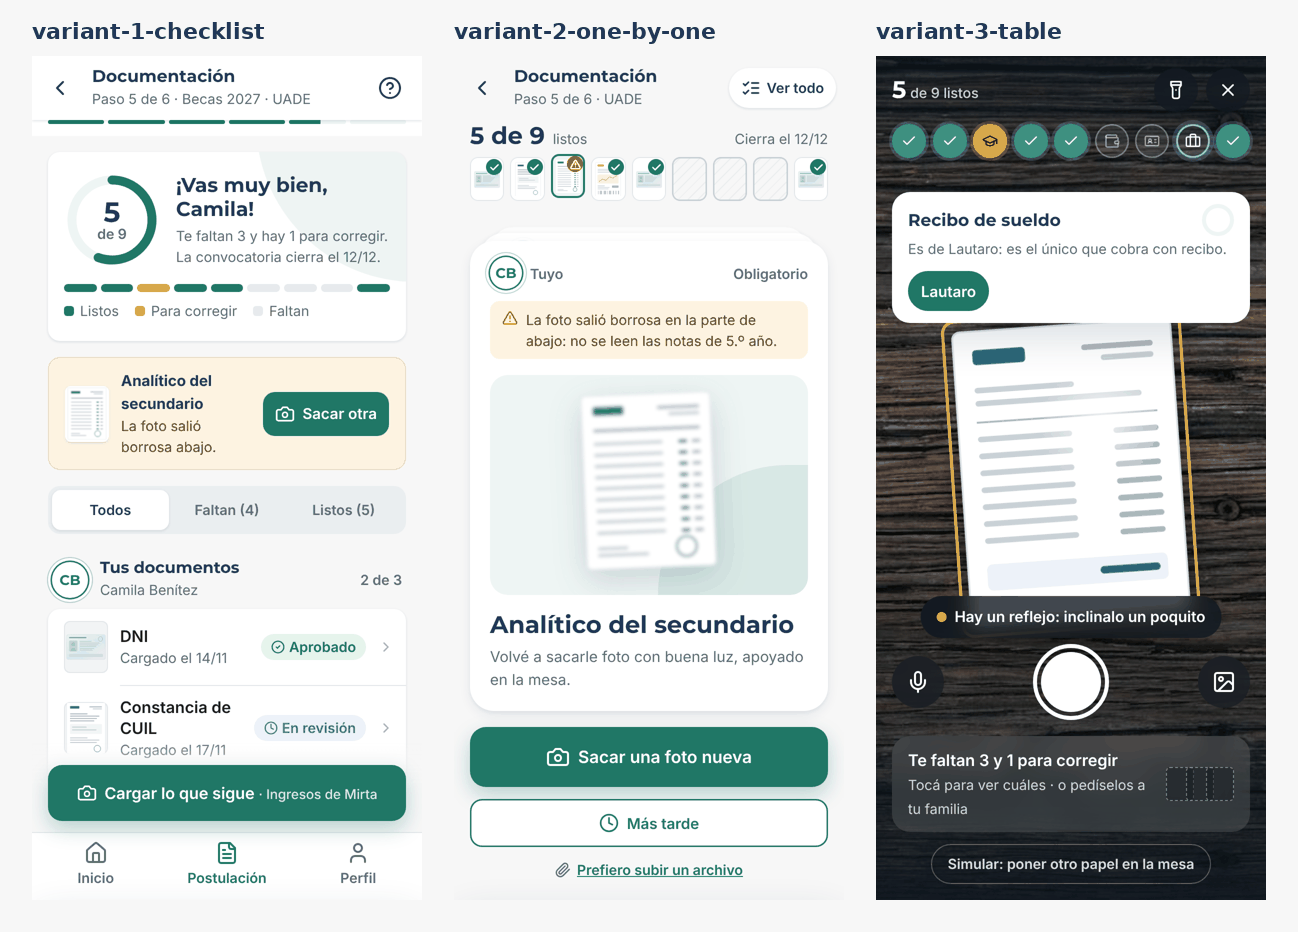 variant-1-checklist
Documentación
Paso 5 de 6 · Becas 2027 · UADE
5
de 9
¡Vas muy bien,
Camila!
Te faltan 3 y hay 1 para corregir.
La convocatoria cierra el 12/12.
Listos
Para corregir
Faltan
Analítico del
secundario
La foto salió
borrosa abajo.
Sacar otra
Todos
Faltan (4)
Listos (5)
CB
Tus documentos
Camila Benítez
2 de 3
DNI
Cargado el 14/11
Aprobado
Constancia de
CUIL
Cargado el 17/11
En revisión
Cargar lo que sigue · Ingresos de Mirta
Inicio
Postulación
Perfil
variant-2-one-by-one
Documentación
Paso 5 de 6 · UADE
Ver todo
5 de 9 listos
Cierra el 12/12
CB
Tuyo
Obligatorio
La foto salió borrosa en la parte de
abajo: no se leen las notas de 5.º año.
Analítico del secundario
Volvé a sacarle foto con buena luz, apoyado
en la mesa.
Sacar una foto nueva
Más tarde
Prefiero subir un archivo
variant-3-table
5 de 9 listos
Recibo de sueldo
Es de Lautaro: es el único que cobra con recibo.
Lautaro
Hay un reflejo: inclinalo un poquito
Te faltan 3 y 1 para corregir
Tocá para ver cuáles · o pedíselos a
tu familia
Simular: poner otro papel en la mesa